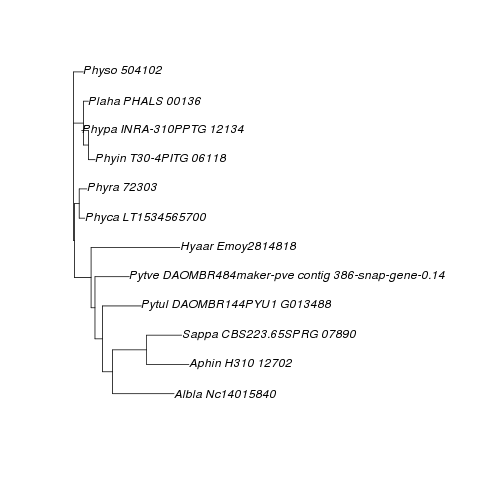 Physo 504102
Plaha PHALS 00136
Phypa INRA-310PPTG 12134
Phyin T30-4PITG 06118
Phyra 72303
Phyca LT1534565700
Hyaar Emoy2814818
Pytve DAOMBR484maker-pve contig 386-snap-gene-0.14
Pytul DAOMBR144PYU1 G013488
Sappa CBS223.65SPRG 07890
Aphin H310 12702
Albla Nc14015840